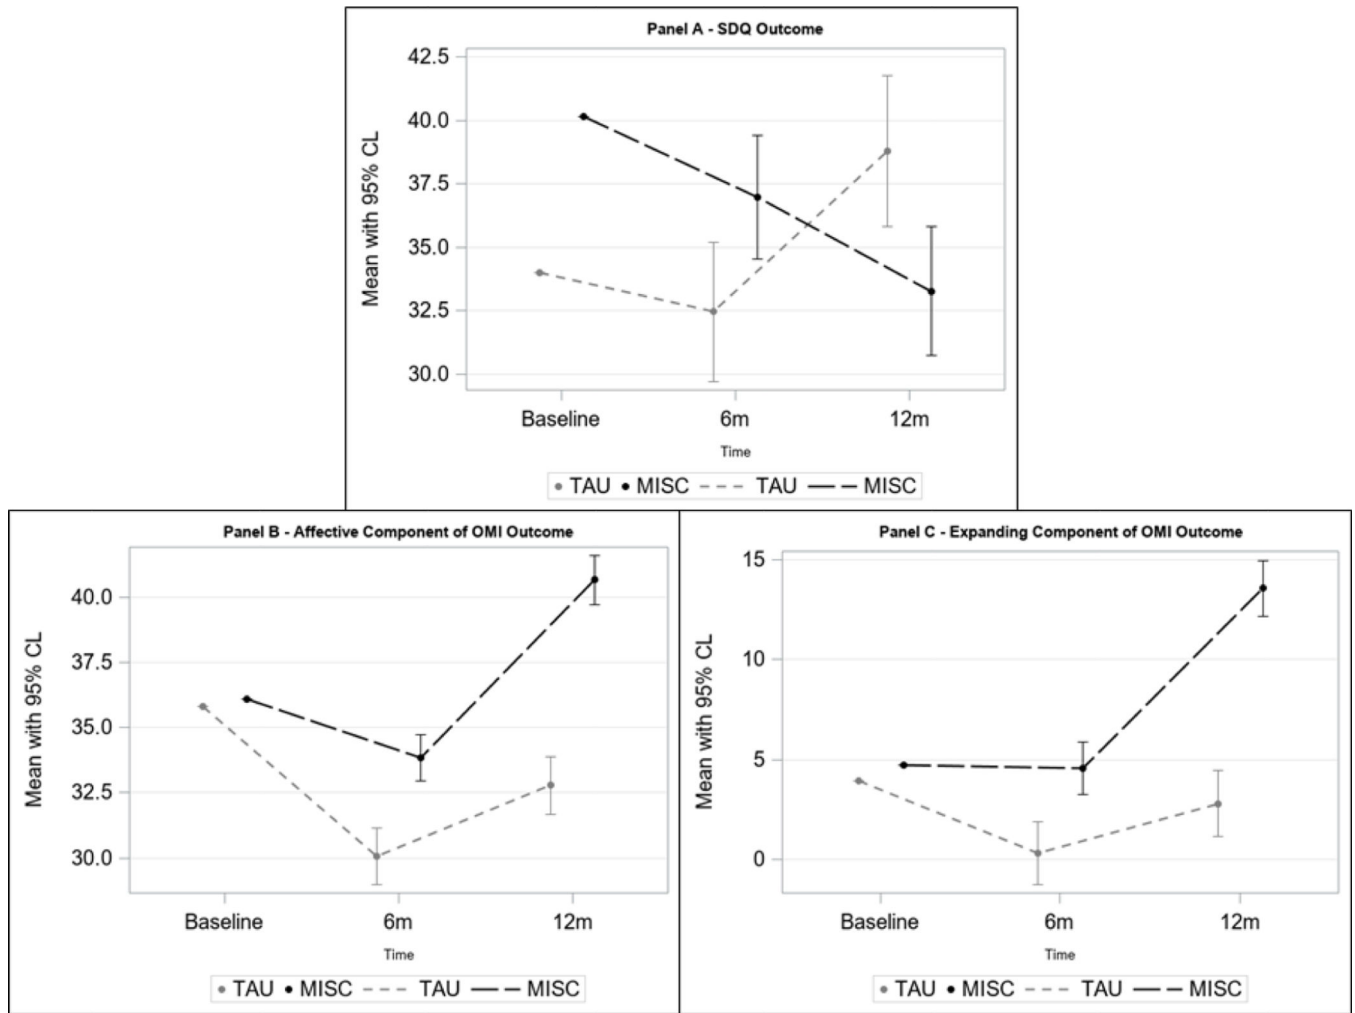 Panel A - SDQ Outcome
Mean with 95% CL
42.5
40.0
37.5
35.0
32.5
30.0
Baseline 6m 12m
Time
TAU MISC TAU MISC
Panel B - Affective Component of OMI Outcome
Mean with 95% CL
40.0
37.5
35.0
32.5
30.0
Baseline 6m 12m
Time
TAU MISC TAU MISC
Panel C - Expanding Component of OMI Outcome
Mean with 95% CL
15
10
5
0
Baseline 6m 12m
Time
TAU MISC TAU MISC